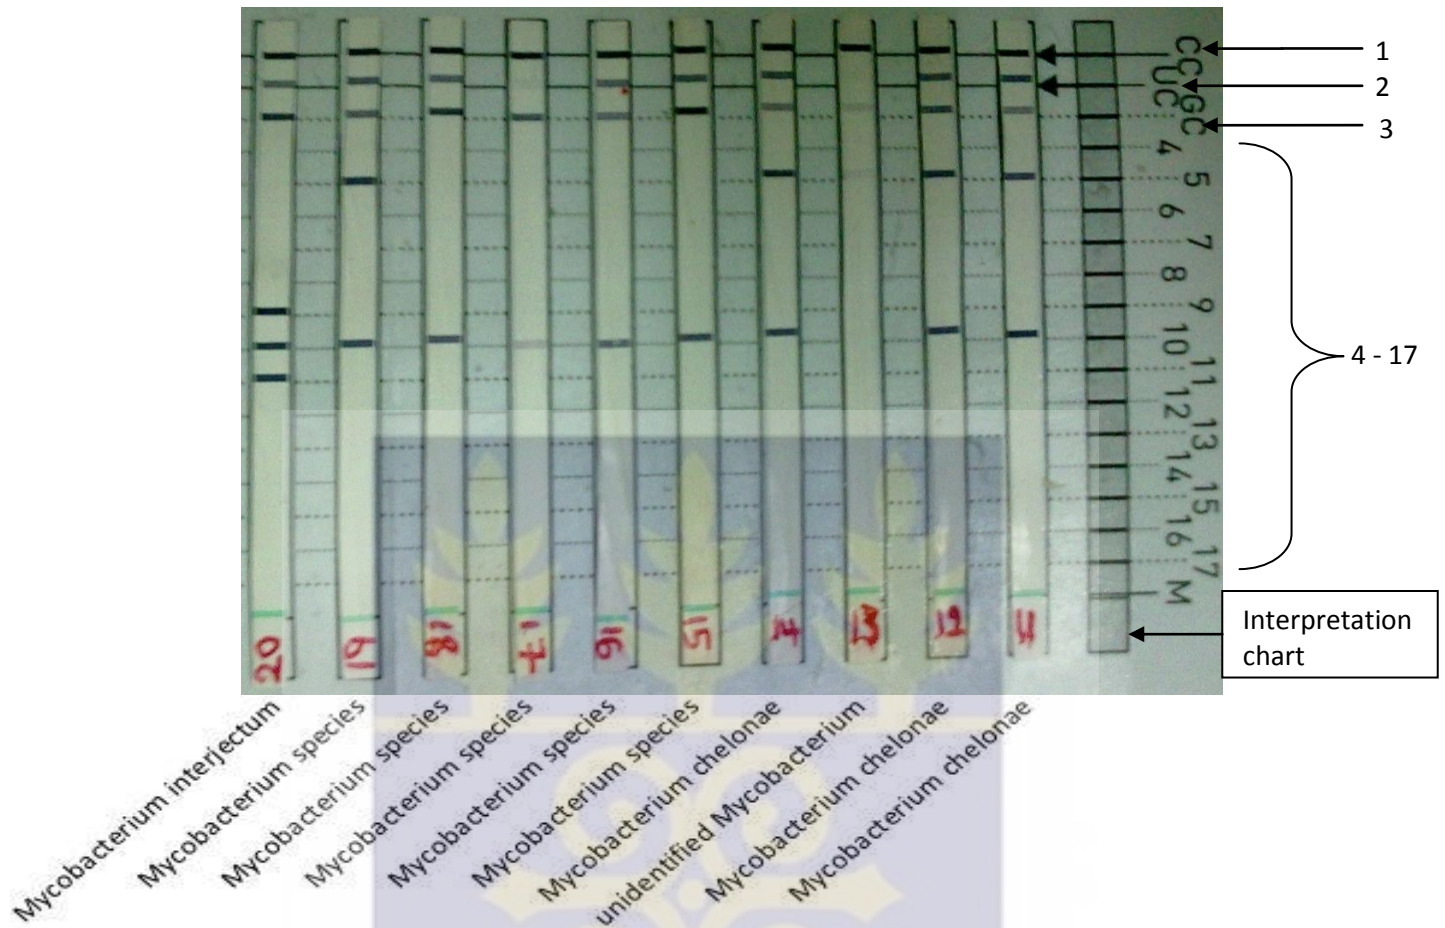 CC
1
UC
2
GC
3
4
5
6
7
8
9
10
11
12
13
14
15
16
17
M
4 - 17
Interpretation
chart
20
19
18
17
16
15
14
13
12
11
Mycobacterium interjectum
Mycobacterium species
Mycobacterium species
Mycobacterium species
Mycobacterium species
Mycobacterium species
Mycobacterium chelonae
unidentified Mycobacterium
Mycobacterium chelonae
Mycobacterium chelonae